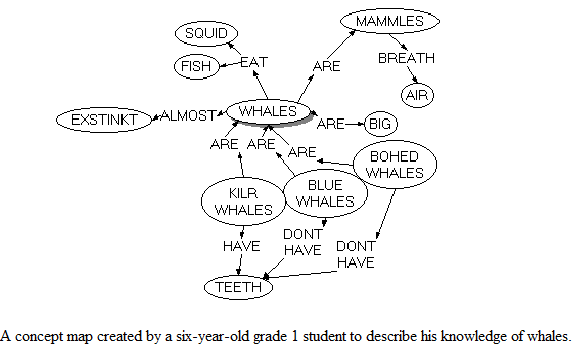 MAMMLES
SQUID
BREATH
EAT
FISH
ARE
AIR
WHALES
ALMOST
EXSTINKT
ARE
BIG
ARE
ARE
ARE
BOHED
WHALES
KILR
WHALES
BLUE
WHALES
DONT
HAVE
HAVE
DONT
HAVE
TEETH
A concept map created by a six-year-old grade 1 student to describe his knowledge of whales.